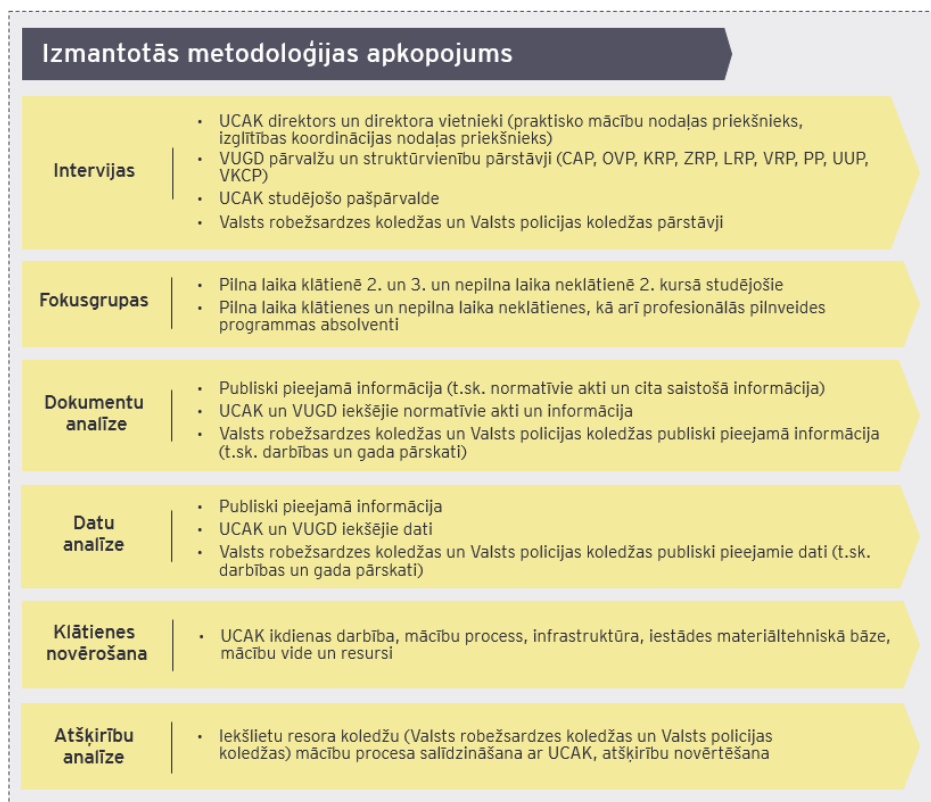 Izmantotās metodoloģijas apkopojums
Intervijas
• UCAK direktors un direktora vietnieki (praktisko mācību nodaļas priekšnieks,
izglītības koordinācijas nodaļas priekšnieks)
• VUGD pārvalžu un struktūrvienību pārstāvji (CAP, OVP, KRP, ZRP, LRP, VRP, PP, UUP,
VKCP)
• UCAK studējošo pašpārvalde
• Valsts robežsardzes koledžas un Valsts policijas koledžas pārstāvji
Fokusgrupas
• Pilna laika klātienē 2. un 3. un nepilna laika neklātienē 2. kursā studējošie
• Pilna laika klātienes un nepilna laika neklātienes, kā arī profesionālās pilnveides
programmas absolventi
Dokumentu
analīze
• Publiski pieejamā informācija (t.sk. normatīvie akti un cita saistošā informācija)
• UCAK un VUGD iekšējie normatīvie akti un informācija
• Valsts robežsardzes koledžas un Valsts policijas koledžas publiski pieejamā informācija
(t.sk. darbības un gada pārskati)
Datu
analīze
• Publiski pieejamā informācija
• UCAK un VUGD iekšējie dati
• Valsts robežsardzes koledžas un Valsts policijas koledžas publiski pieejamie dati (t.sk.
darbības un gada pārskati)
Klātienes
novērošana
• UCAK ikdienas darbība, mācību process, infrastruktūra, iestādes materiāltehniskā bāze,
mācību vide un resursi
Atšķirību
analīze
• Iekšlietu resora koledžu (Valsts robežsardzes koledžas un Valsts policijas
koledžas) mācību procesa salīdzināšana ar UCAK, atšķirību novērtēšana